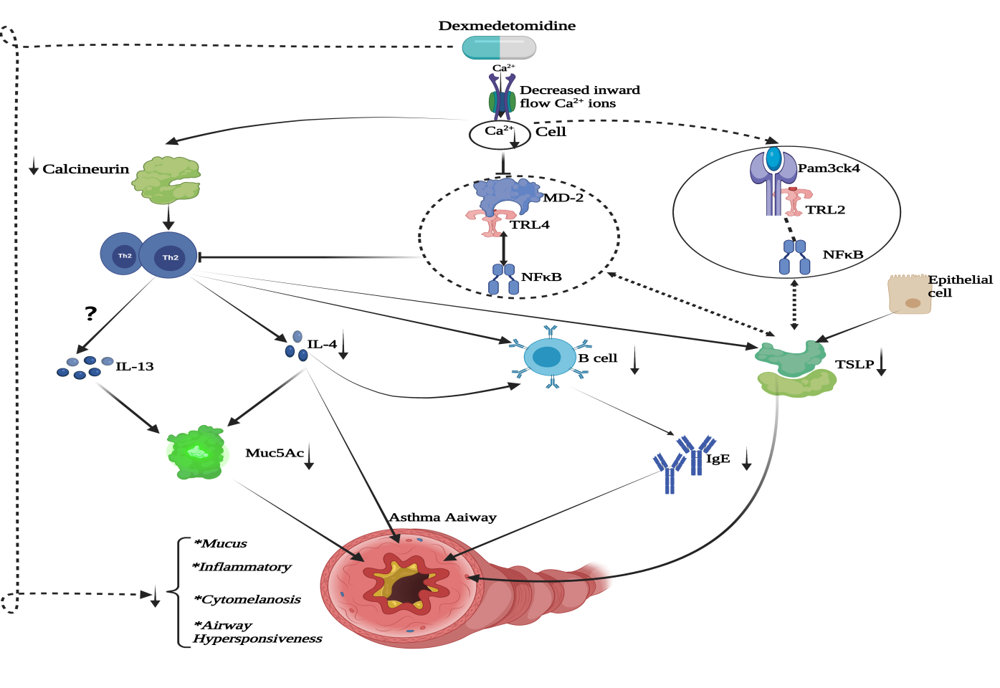 Dexmedetomidine
Ca²⁺
Decreased inward
flow Ca²⁺ ions
Ca²⁺
Cell
Calcineurin
Pam3ck4
MD-2
TRL2
TRL4
NFκB
Th2
Th2
NFκB
Epithelial
cell
?
IL-4
B cell
TSLP
IL-13
Muc5Ac
IgE
Asthma Aaiway
*Mucus
*Inflammatory
*Cytomelanosis
*Airway
Hypersponsiveness